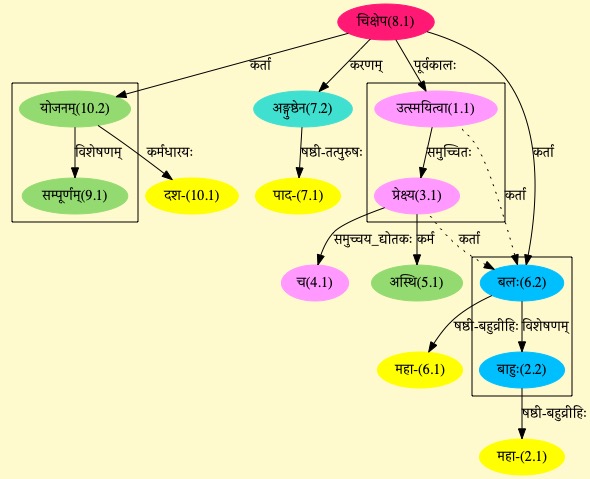 चिक्षेप(8.1)
कर्ता
करणम्
पूर्वकालः
योजनम्(10.2)
अङ्गुष्ठेन(7.2)
उत्स्मयित्वा(1.1)
विशेषणम्
कर्मधारयः
षष्ठी-तत्पुरुषः
समुच्चितः
कर्ता
सम्पूर्णम्(9.1)
दश-(10.1)
पाद-(7.1)
प्रेक्ष्य(3.1)
कर्ता
समुच्चय_द्योतकः
कर्म
कर्ता
च(4.1)
अस्थि(5.1)
बलः(6.2)
षष्ठी-बहुव्रीहिः
विशेषणम्
महा-(6.1)
बाहुः(2.2)
षष्ठी-बहुव्रीहिः
महा-(2.1)